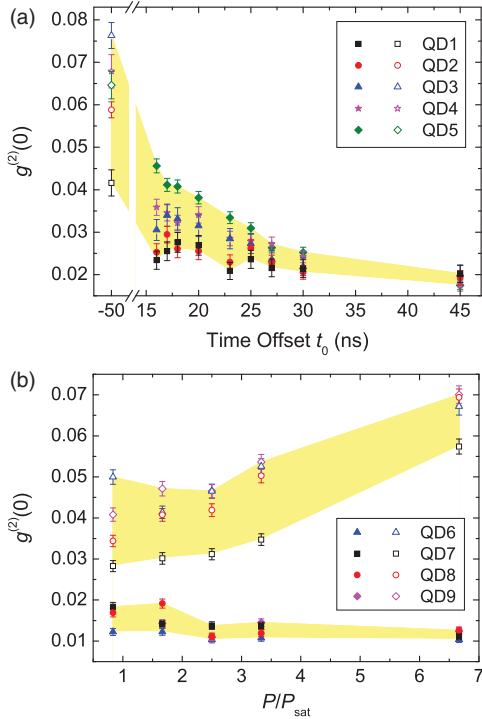 (a)
0.08
0.07
0.06
0.05
0.04
0.03
0.02
g(2)(0)
QD1
QD2
QD3
QD4
QD5
-50 15 20 25 30 35 40 45
Time Offset t0 (ns)
(b)
0.07
0.06
0.05
0.04
0.03
0.02
0.01
g(2)(0)
QD6
QD7
QD8
QD9
1 2 3 4 5 6 7
P/Psat